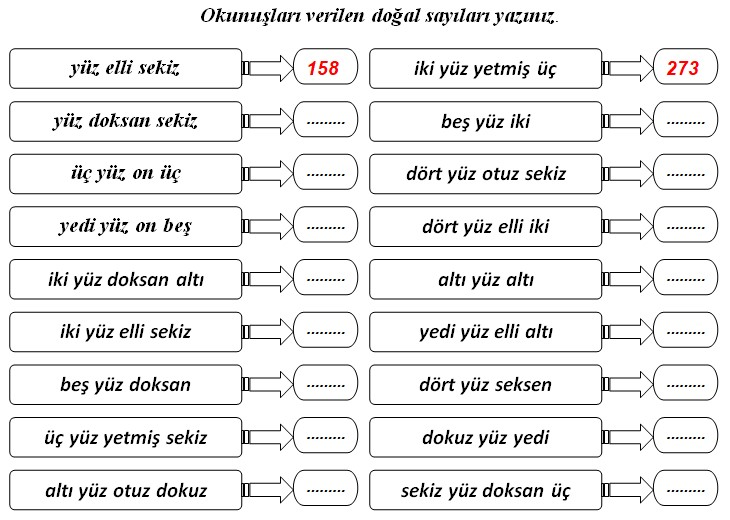 Okunuşları verilen doğal sayıları yazınız.
yüz elli sekiz 158 iki yüz yetmiş üç 273
yüz doksan sekiz ......... beş yüz iki .........
üç yüz on üç ......... dört yüz otuz sekiz .........
yedi yüz on beş ......... dört yüz elli iki .........
iki yüz doksan altı ......... altı yüz altı .........
iki yüz elli sekiz ......... yedi yüz elli altı .........
beş yüz doksan ......... dört yüz seksen .........
üç yüz yetmiş sekiz ......... dokuz yüz yedi .........
altı yüz otuz dokuz ......... sekiz yüz doksan üç .........